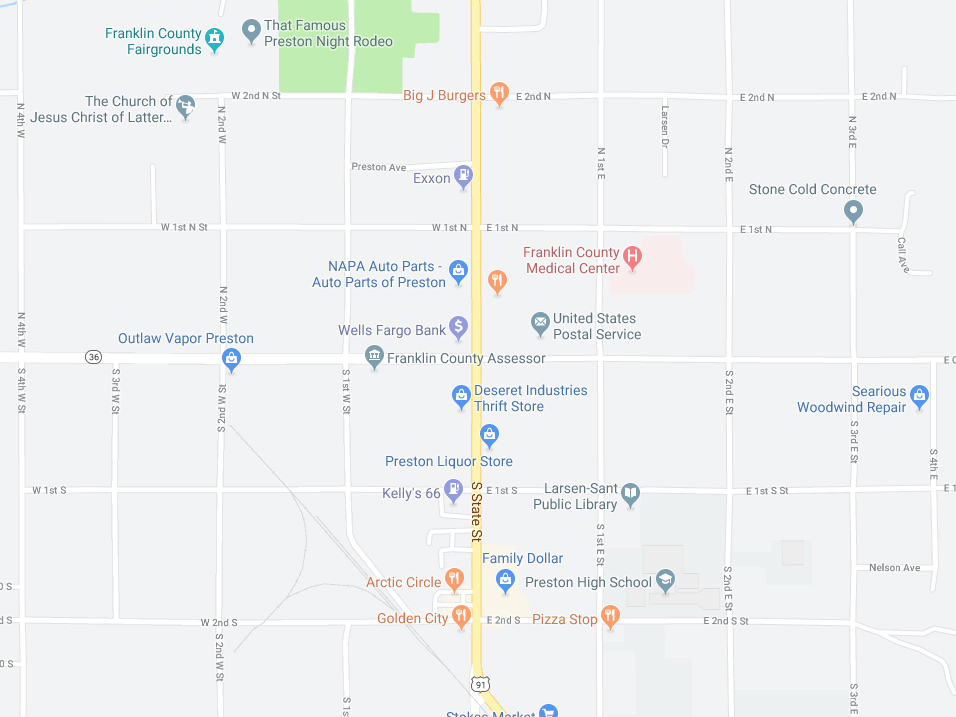 Franklin County
Fairgrounds
That Famous
Preston Night Rodeo
The Church of
Jesus Christ of Latter...
W 2nd N St
Big J Burgers
E 2nd N
E 2nd N
E 2nd N
N 4th W
N 2nd W
Larsen Dr
N 1st E
N 2nd E
N 3rd E
Preston Ave
Exxon
Stone Cold Concrete
W 1st N St
W 1st N
E 1st N
E 1st N
Call Ave
Franklin County
Medical Center
NAPA Auto Parts -
Auto Parts of Preston
N 2nd W
N 4th W
Wells Fargo Bank
United States
Postal Service
Outlaw Vapor Preston
36
Franklin County Assessor
S 4th W St
S 3rd W St
S 2nd W St
S 1st W St
Deseret Industries
Thrift Store
S 2nd E St
Searious
Woodwind Repair
S 3rd E St
S 4th E
Preston Liquor Store
W 1st S
Kelly's 66
E 1st S
Larsen-Sant
Public Library
E 1st S St
E 1
S State St
S 1st E St
Family Dollar
Arctic Circle
Preston High School
Nelson Ave
S 2nd E St
0 S
Golden City
W 2nd S
E 2nd S
Pizza Stop
E 2nd S St
S 2nd W St
0 S
91
S 1st
S 3rd E St
Stokes Market